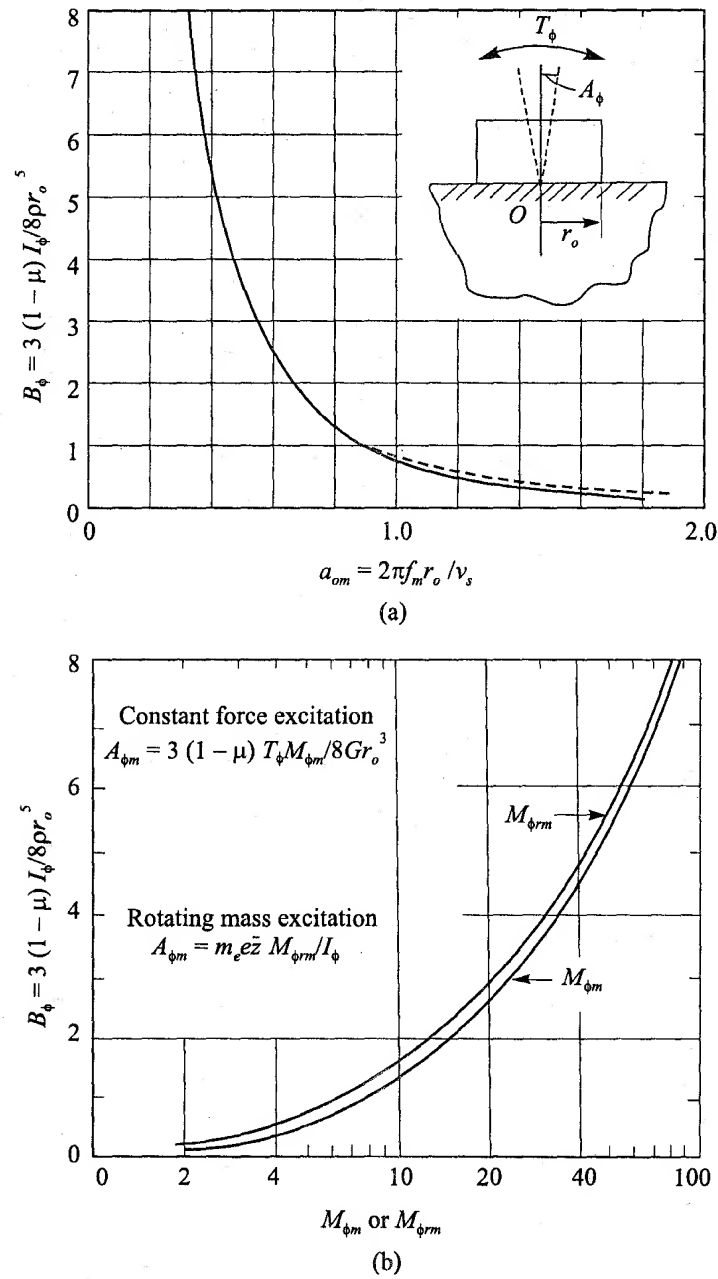 8
7
6
5
4
3
2
1
0
B_ϕ = 3 (1 − μ) I_ϕ/8ρr_o^5
T_ϕ
A_ϕ
O
r_o
0
1.0
2.0
a_om = 2πf_m r_o /v_s
(a)
8
6
4
2
0
B_ϕ = 3 (1 − μ) I_ϕ/8ρr_o^5
Constant force excitation
A_ϕm = 3 (1 − μ) T_ϕ M_ϕm/8Gr_o^3
M_ϕrm
Rotating mass excitation
A_ϕm = m_e e z̄ M_ϕrm/I_ϕ
M_ϕm
0
2
4
10
20
40
100
M_ϕm or M_ϕrm
(b)